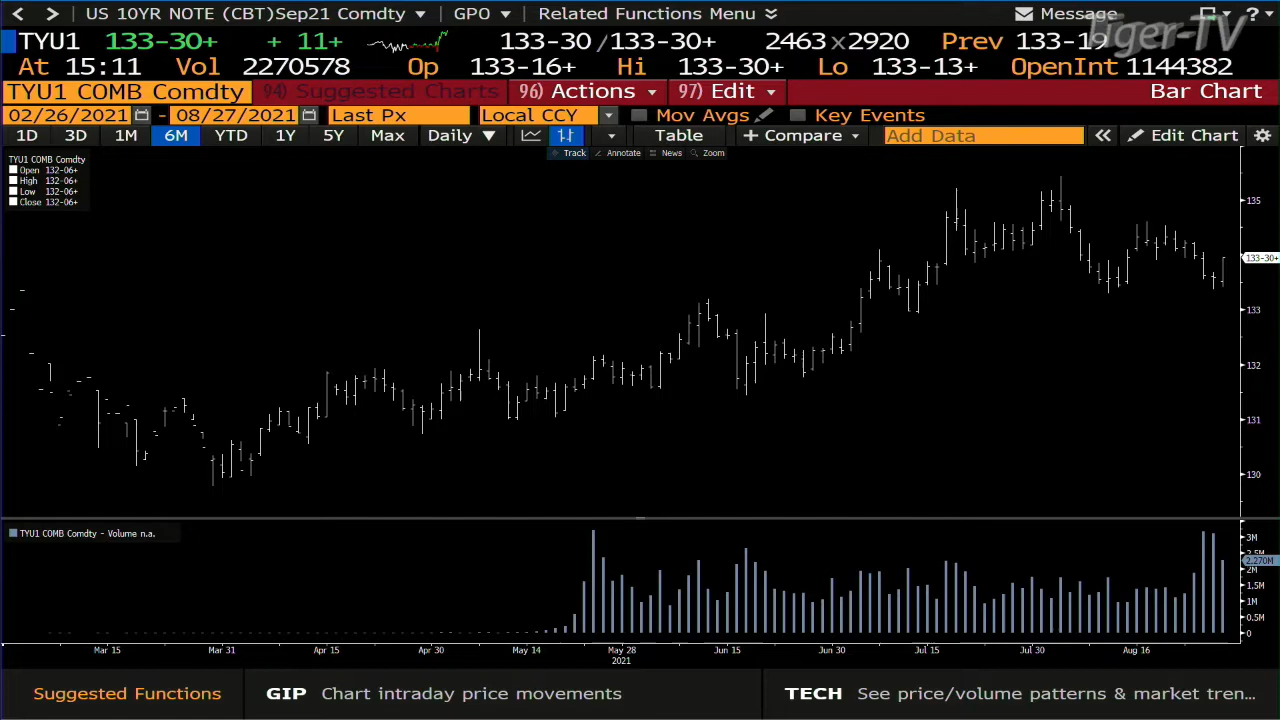 US 10YR NOTE (CBT)Sep21 Comdty GPO Related Functions Menu Message ?
TYU1 133-30+ + 11+ 133-30 /133-30+ 2463x2920 Prev 133-19
Tiger-TV
At 15:11 Vol 2270578 Op 133-16+ Hi 133-30+ Lo 133-13+ OpenInt 1144382
TYU1 COMB Comdty 94) Suggested Charts 96) Actions 97) Edit Bar Chart
02/26/2021 - 08/27/2021 Last Px Local CCY Mov Avgs Key Events
1D 3D 1M 6M YTD 1Y 5Y Max Daily Table + Compare Add Data Edit Chart
Track Annotate News Zoom
TYU1 COMB Comdty
Open 132-06+
High 132-06+
Low 132-06+
Close 132-06+
135
133-30+
133
132
131
130
TYU1 COMB Comdty - Volume n.a.
3M
2.5M
2.270M
2M
1.5M
1M
0.5M
0
Mar 15 Mar 31 Apr 15 Apr 30 May 14 May 28 Jun 15 Jun 30 Jul 15 Jul 30 Aug 16
2021
Suggested Functions GIP Chart intraday price movements TECH See price/volume patterns & market tren...